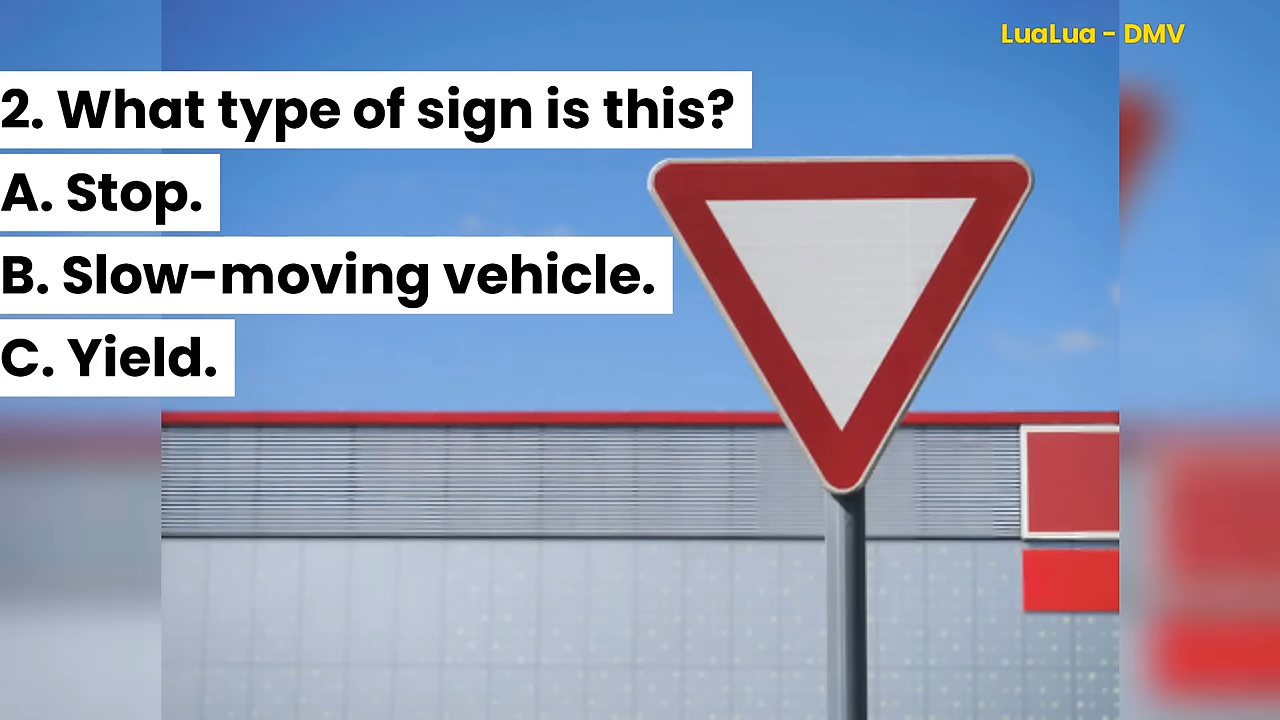 LuaLua - DMV
2. What type of sign is this?
A. Stop.
B. Slow-moving vehicle.
C. Yield.